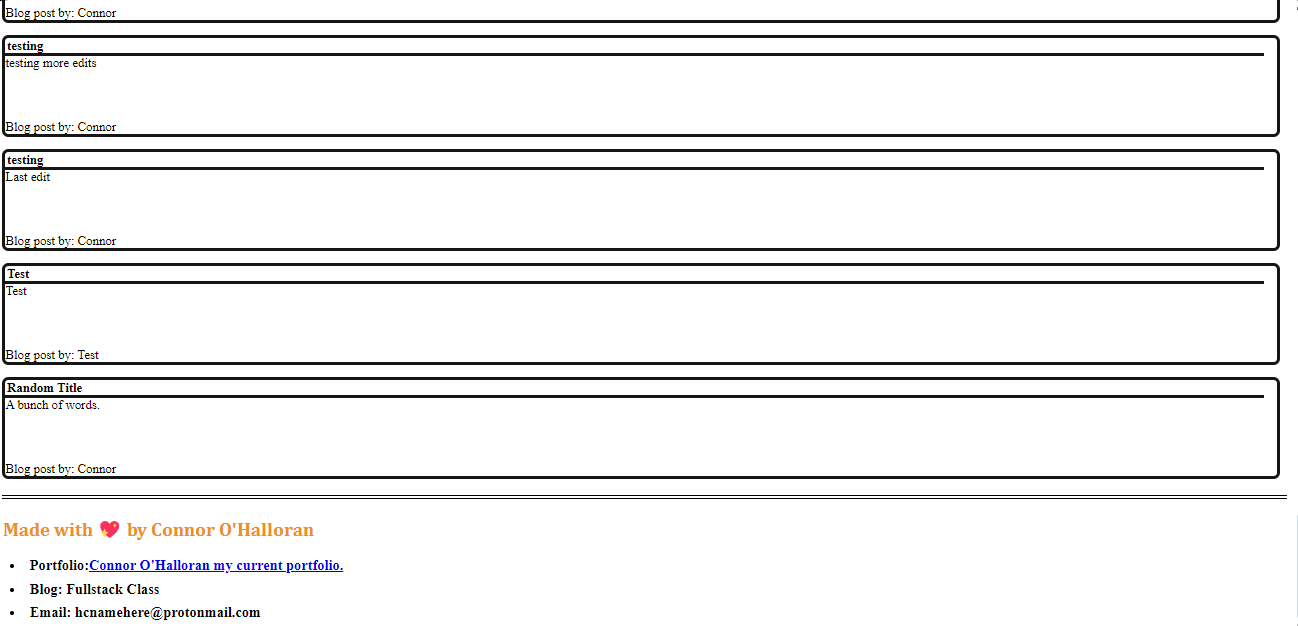 Blog post by: Connor
testing
testing more edits
Blog post by: Connor
testing
Last edit
Blog post by: Connor
Test
Test
Blog post by: Test
Random Title
A bunch of words.
Blog post by: Connor
Made with 💖 by Connor O'Halloran
Portfolio:Connor O'Halloran my current portfolio.
Blog: Fullstack Class
Email: hcnamehere@protonmail.com